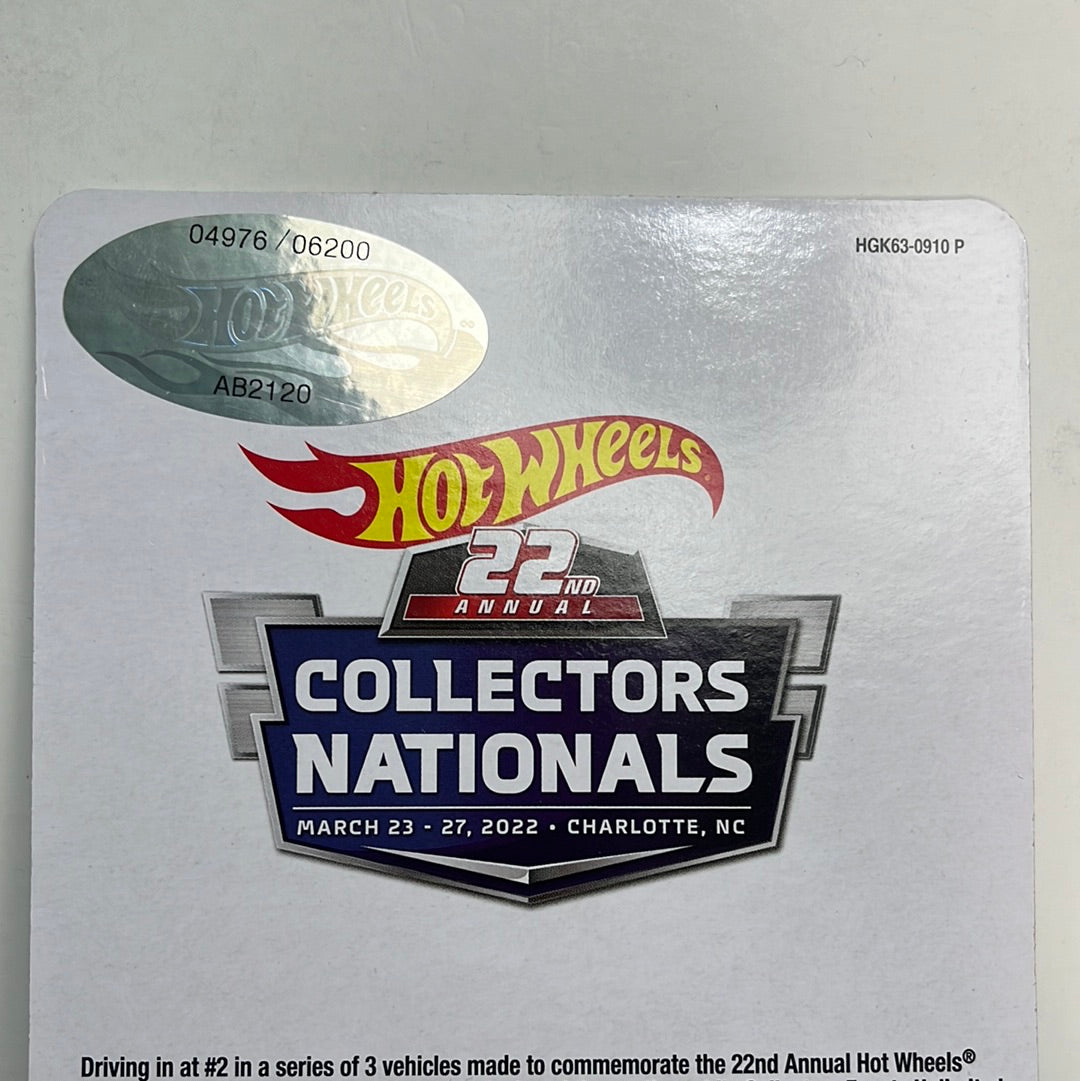 04976 / 06200
HOT WHEELS
AB2120
HGK63-0910 P
HOT WHEELS
22ND
ANNUAL
COLLECTORS
NATIONALS
MARCH 23 - 27, 2022 • CHARLOTTE, NC
Driving in at #2 in a series of 3 vehicles made to commemorate the 22nd Annual Hot Wheels®